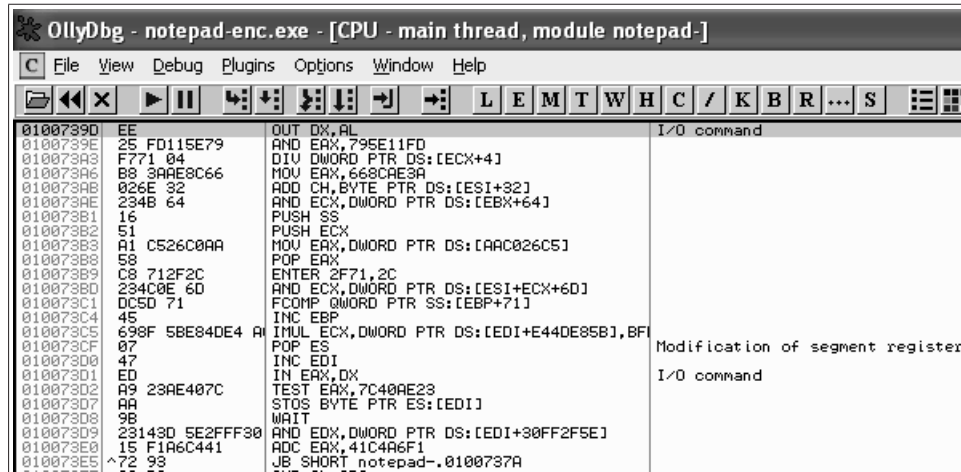 OllyDbg - notepad-enc.exe - [CPU - main thread, module notepad-]
C File View Debug Plugins Options Window Help
L E M T W H C / K B R ... S
0100739D EE OUT DX,AL I/O command
0100739E 25 FD115E79 AND EAX,795E11FD
010073A3 F771 04 DIV DWORD PTR DS:[ECX+4]
010073A6 B8 3AAE8C66 MOV EAX,668CAE3A
010073AB 026E 32 ADD CH,BYTE PTR DS:[ESI+32]
010073AE 234B 64 AND ECX,DWORD PTR DS:[EBX+64]
010073B1 16 PUSH SS
010073B2 51 PUSH ECX
010073B3 A1 C526C0AA MOV EAX,DWORD PTR DS:[AAC026C5]
010073B8 58 POP EAX
010073B9 C8 712F2C ENTER 2F71,2C
010073BD 234C0E 6D AND ECX,DWORD PTR DS:[ESI+ECX+6D]
010073C1 DC5D 71 FCOMP QWORD PTR SS:[EBP+71]
010073C4 45 INC EBP
010073C5 698F 5BE84DE4 A IMUL ECX,DWORD PTR DS:[EDI+E44DE85B],BF
010073CF 07 POP ES Modification of segment register
010073D0 47 INC EDI
010073D1 ED IN EAX,DX I/O command
010073D2 A9 23AE407C TEST EAX,7C40AE23
010073D7 AA STOS BYTE PTR ES:[EDI]
010073D8 9B WAIT
010073D9 23143D 5E2FFF30 AND EDX,DWORD PTR DS:[EDI+30FF2F5E]
010073E0 15 F1A6C441 ADC EAX,41C4A6F1
010073E5 ^72 93 JB SHORT notepad-.0100737A